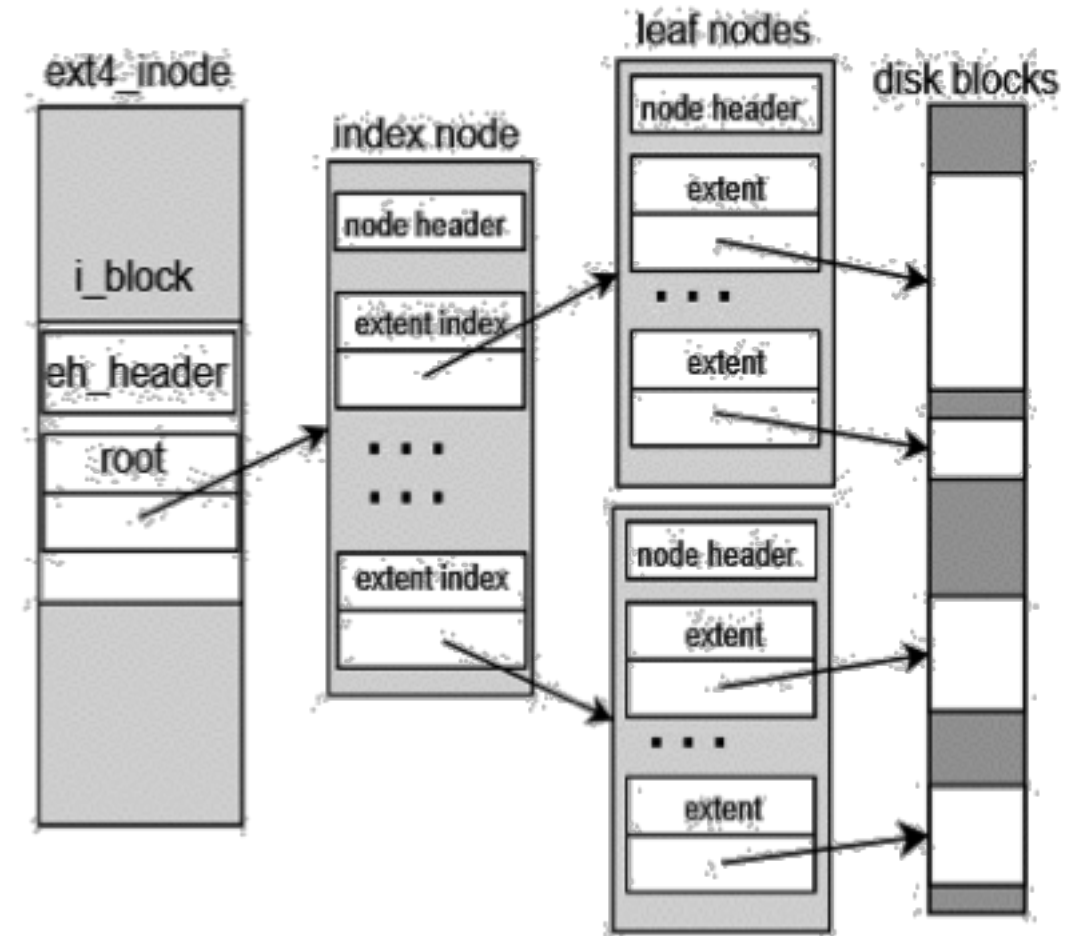 ext4_inode
i_block
eh_header
root
index node
node header
extent index
extent index
leaf nodes
node header
extent
extent
node header
extent
extent
disk blocks